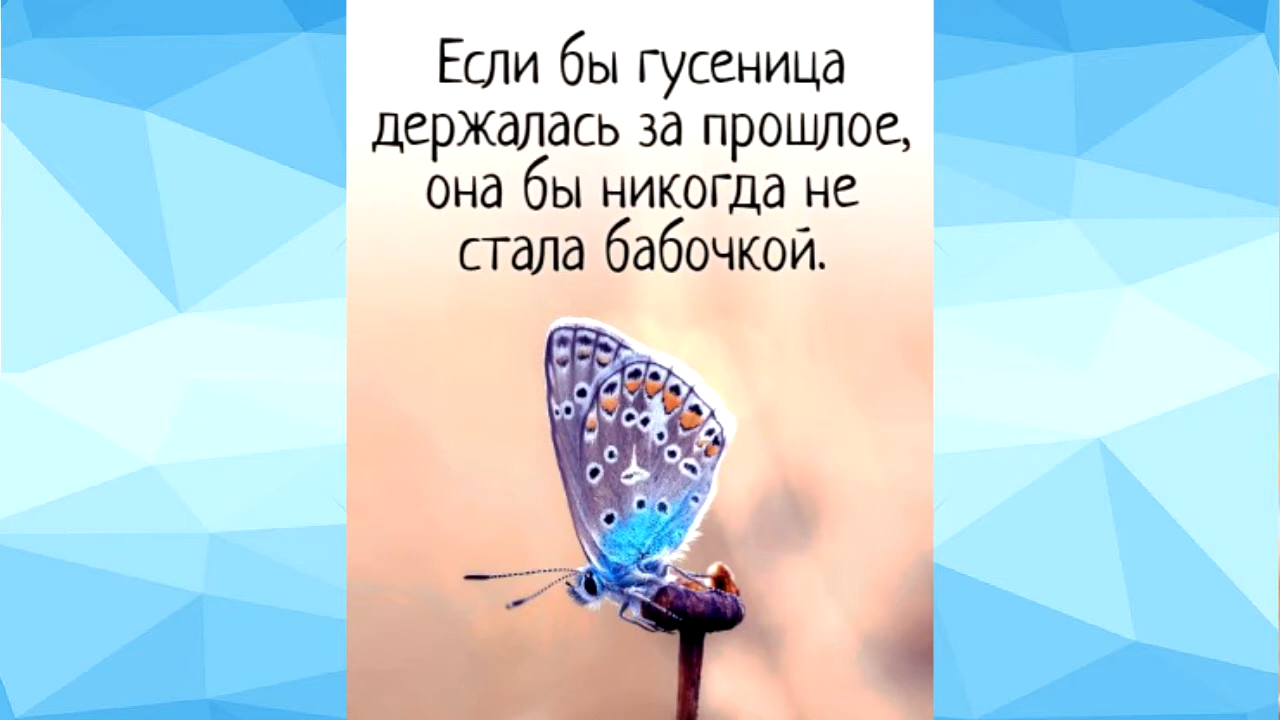 Если бы гусеница
держалась за прошлое,
она бы никогда не
стала бабочкой.